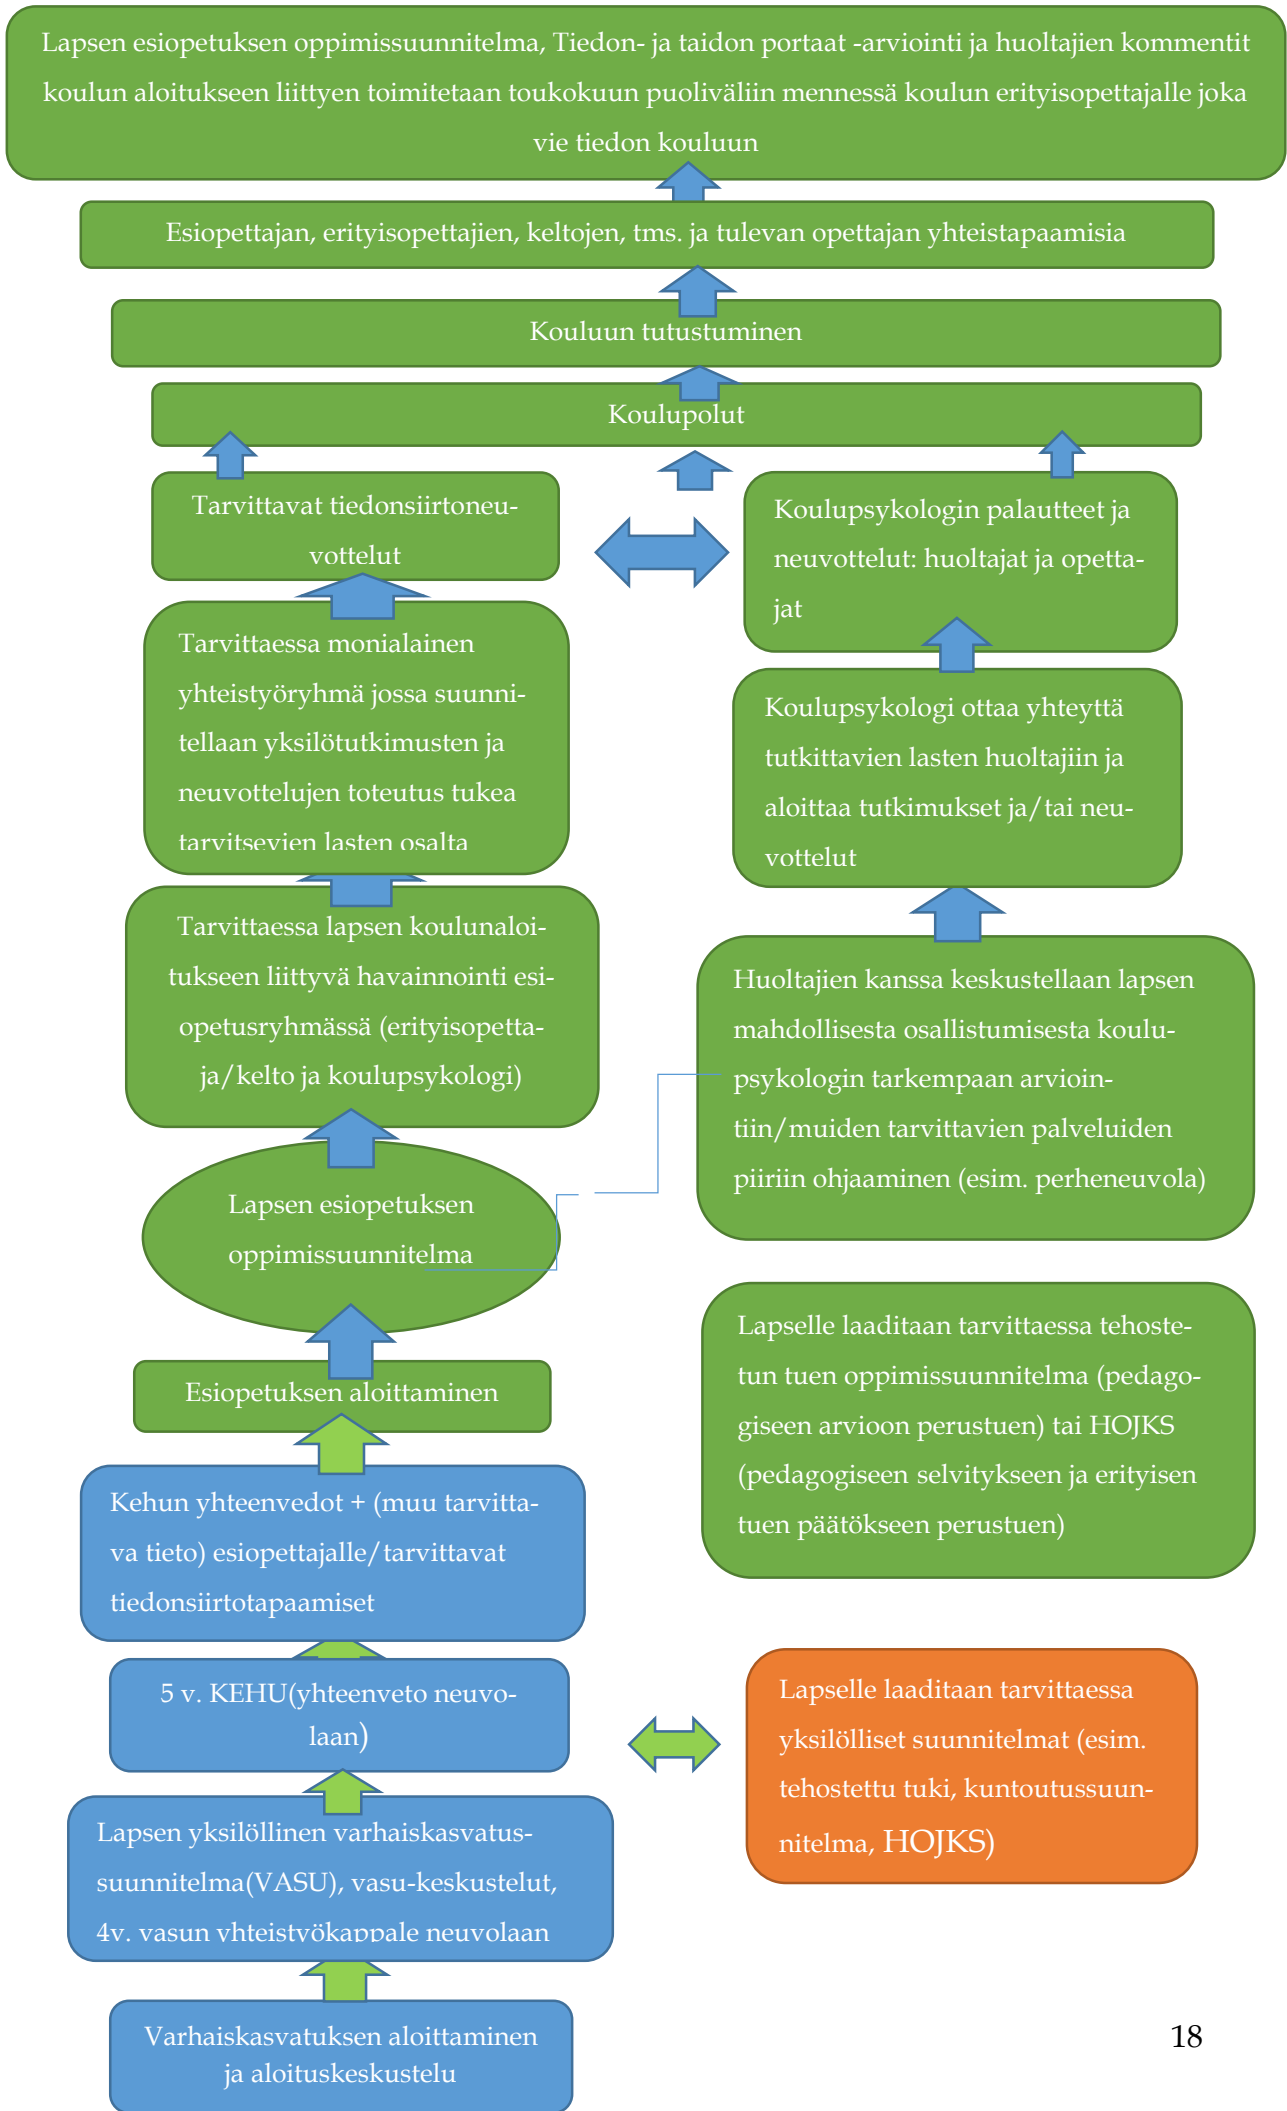 Lapsen esiopetuksen oppimissuunnitelma, Tiedon- ja taidon portaat -arviointi ja huoltajien kommentit
koulun aloitukseen liittyen toimitetaan toukokuun puoliväliin mennessä koulun erityisopettajalle joka
vie tiedon kouluun
Esiopettajan, erityisopettajien, keltojen, tms. ja tulevan opettajan yhteistapaamisia
Kouluun tutustuminen
Koulupolut
Tarvittavat tiedonsiirtoneu-
vottelut
Koulupsykologin palautteet ja
neuvottelut: huoltajat ja opetta-
jat
Tarvittaessa monialainen
yhteistyöryhmä jossa suunni-
tellaan yksilötutkimusten ja
neuvottelujen toteutus tukea
tarvitsevien lasten osalta
Koulupsykologi ottaa yhteyttä
tutkittavien lasten huoltajiin ja
aloittaa tutkimukset ja/tai neu-
vottelut
Tarvittaessa lapsen koulunaloi-
tukseen liittyvä havainnointi esi-
opetusryhmässä (erityisopetta-
ja/kelto ja koulupsykologi)
Huoltajien kanssa keskustellaan lapsen
mahdollisesta osallistumisesta koulu-
psykologin tarkempaan arvioin-
tiin/muiden tarvittavien palveluiden
piiriin ohjaaminen (esim. perheneuvola)
Lapsen esiopetuksen
oppimissuunnitelma
Lapselle laaditaan tarvittaessa tehoste-
tun tuen oppimissuunnitelma (pedago-
giseen arvioon perustuen) tai HOJKS
(pedagogiseen selvitykseen ja erityisen
tuen päätökseen perustuen)
Esiopetuksen aloittaminen
Kehun yhteenvedot + (muu tarvitta-
va tieto) esiopettajalle/tarvittavat
tiedonsiirtotapaamiset
5 v. KEHU(yhteenveto neuvo-
laan)
Lapselle laaditaan tarvittaessa
yksilölliset suunnitelmat (esim.
tehostettu tuki, kuntoutussuun-
nitelma, HOJKS)
Lapsen yksilöllinen varhaiskasvatus-
suunnitelma(VASU), vasu-keskustelut,
4v. vasun yhteistyökappale neuvolaan
Varhaiskasvatuksen aloittaminen
ja aloituskeskustelu
18